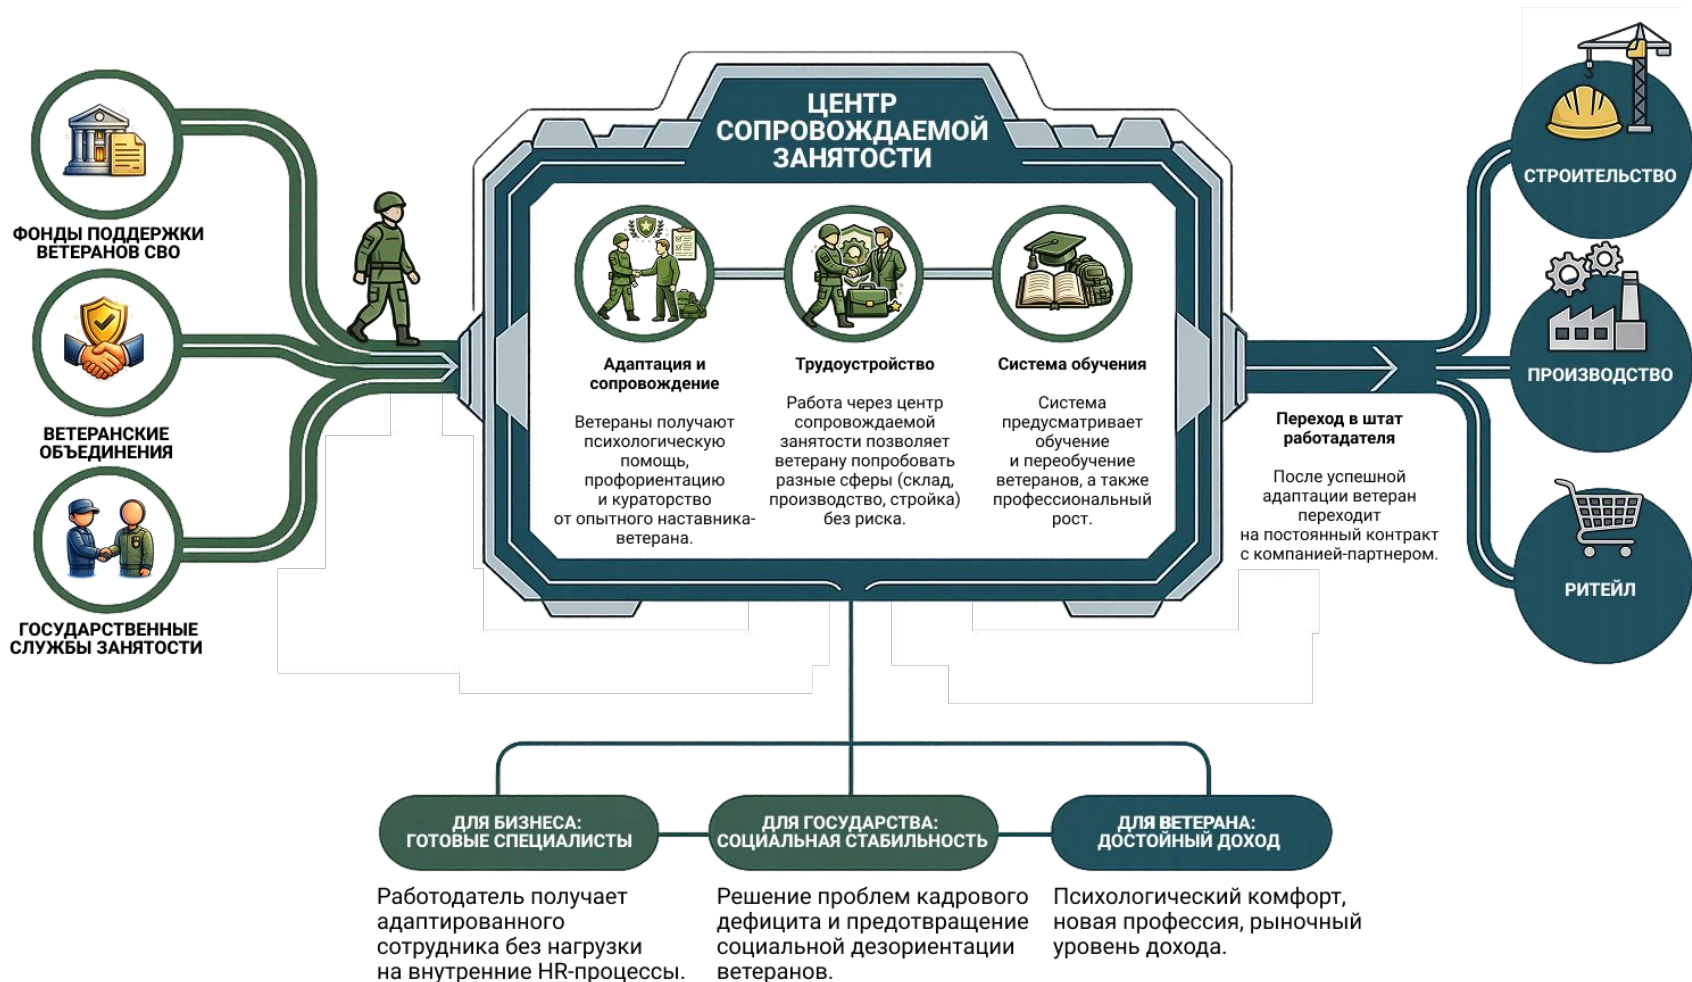 ЦЕНТР
СОПРОВОЖДАЕМОЙ
ЗАНЯТОСТИ
ФОНДЫ ПОДДЕРЖКИ
ВЕТЕРАНОВ СВО
ВЕТЕРАНСКИЕ
ОБЪЕДИНЕНИЯ
ГОСУДАРСТВЕННЫЕ
СЛУЖБЫ ЗАНЯТОСТИ
Адаптация и
сопровождение
Ветераны получают
психологическую
помощь,
профориентацию
и кураторство
от опытного наставника-
ветерана.
Трудоустройство
Работа через центр
сопровождаемой
занятости позволяет
ветерану попробовать
разные сферы (склад,
производство, стройка)
без риска.
Система обучения
Система
предусматривает
обучение
и переобучение
ветеранов, а также
профессиональный
рост.
Переход в штат
работадателя
После успешной
адаптации ветеран
переходит
на постоянный контракт
с компанией-партнером.
СТРОИТЕЛЬСТВО
ПРОИЗВОДСТВО
РИТЕЙЛ
ДЛЯ БИЗНЕСА:
ГОТОВЫЕ СПЕЦИАЛИСТЫ
Работодатель получает
адаптированного
сотрудника без нагрузки
на внутренние HR-процессы.
ДЛЯ ГОСУДАРСТВА:
СОЦИАЛЬНАЯ СТАБИЛЬНОСТЬ
Решение проблем кадрового
дефицита и предотвращение
социальной дезориентации
ветеранов.
ДЛЯ ВЕТЕРАНА:
ДОСТОЙНЫЙ ДОХОД
Психологический комфорт,
новая профессия, рыночный
уровень дохода.